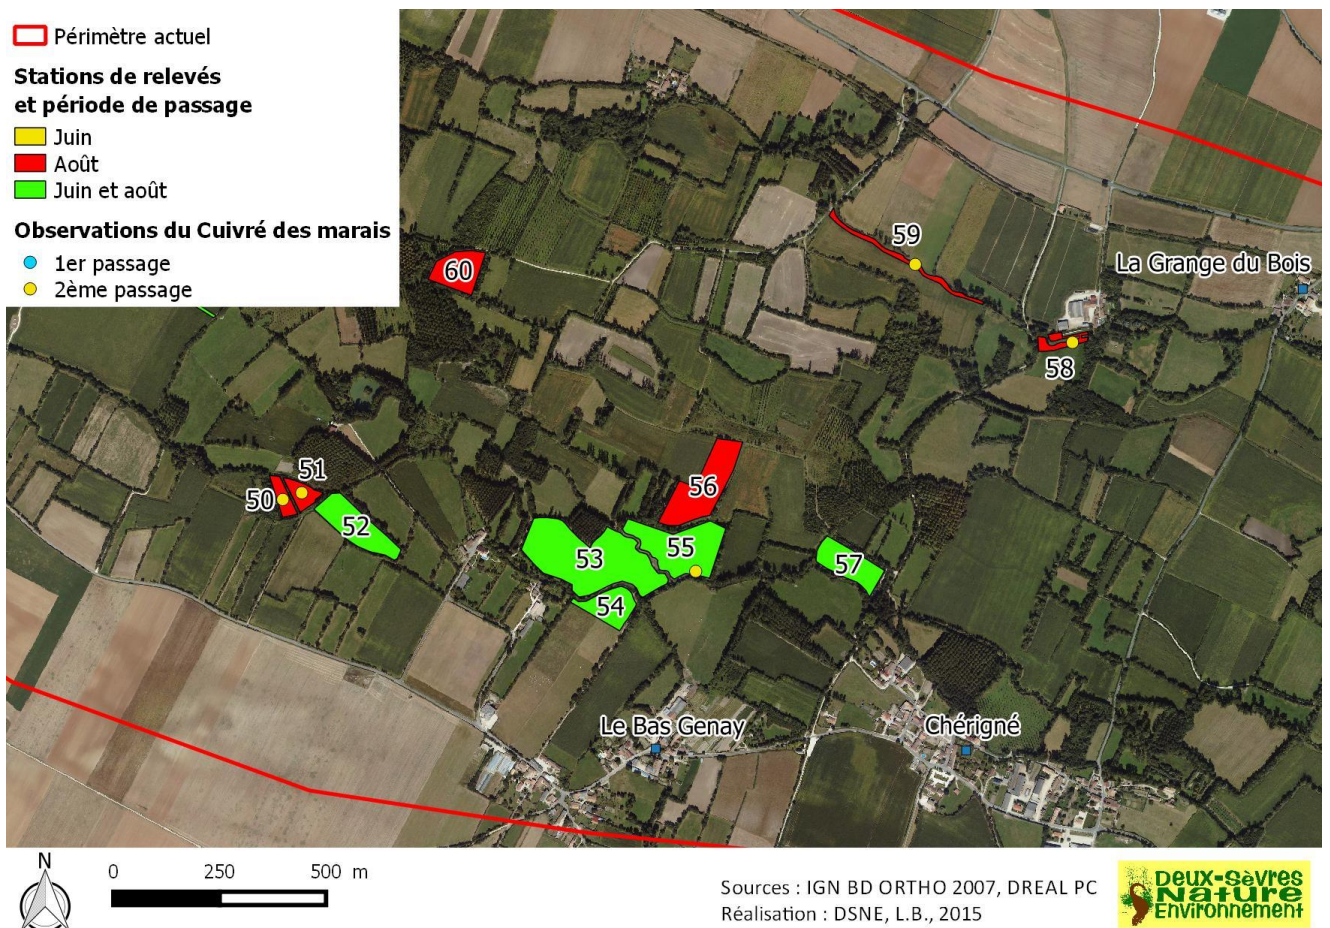 Périmètre actuel
Stations de relevés
et période de passage
Juin
Août
Juin et août
Observations du Cuivré des marais
1er passage
2ème passage
59
La Grange du Bois
60
58
51
50
56
52
55
53
57
54
Le Bas Genay
Chérigné
N
0 250 500 m
Sources : IGN BD ORTHO 2007, DREAL PC
Réalisation : DSNE, L.B., 2015
Deux-Sèvres
Nature
Environnement